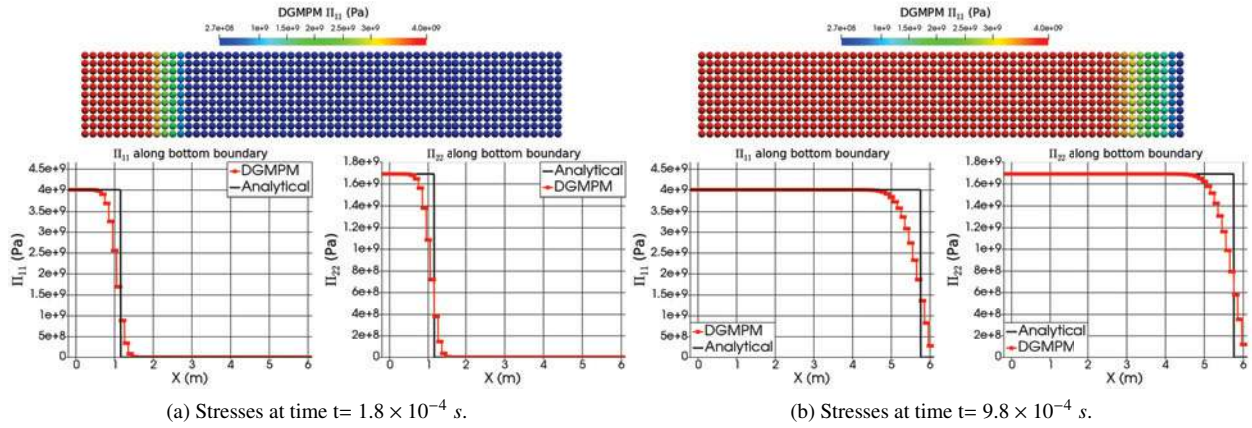 DGMPM Π₁₁ (Pa)
2.7e+08 1e+9 1.5e+9 2e+9 3e+9 4.0e+09
Π₁₁ along bottom boundary
4.5e+9
4e+9
3.5e+9
3e+9
2.5e+9
2e+9
1.5e+9
1e+9
5e+8
0
Π₁₁ (Pa)
DGMPM
Analytical
0 1 2 3 4 5 6
X (m)
Π₂₂ along bottom boundary
1.8e+9
1.6e+9
1.4e+9
1.2e+9
1e+9
8e+8
6e+8
4e+8
2e+8
0
Π₂₂ (Pa)
Analytical
DGMPM
0 1 2 3 4 5 6
X (m)
(a) Stresses at time t= 1.8 × 10⁻⁴ s.
DGMPM Π₁₁ (Pa)
2.7e+08 1e+9 1.5e+9 2e+9 3e+9 4.0e+09
Π₁₁ along bottom boundary
4.5e+9
4e+9
3.5e+9
3e+9
2.5e+9
2e+9
1.5e+9
1e+9
5e+8
0
Π₁₁ (Pa)
DGMPM
Analytical
0 1 2 3 4 5 6
X (m)
Π₂₂ along bottom boundary
1.8e+9
1.6e+9
1.4e+9
1.2e+9
1e+9
8e+8
6e+8
4e+8
2e+8
0
Π₂₂ (Pa)
Analytical
DGMPM
0 1 2 3 4 5 6
X (m)
(b) Stresses at time t= 9.8 × 10⁻⁴ s.